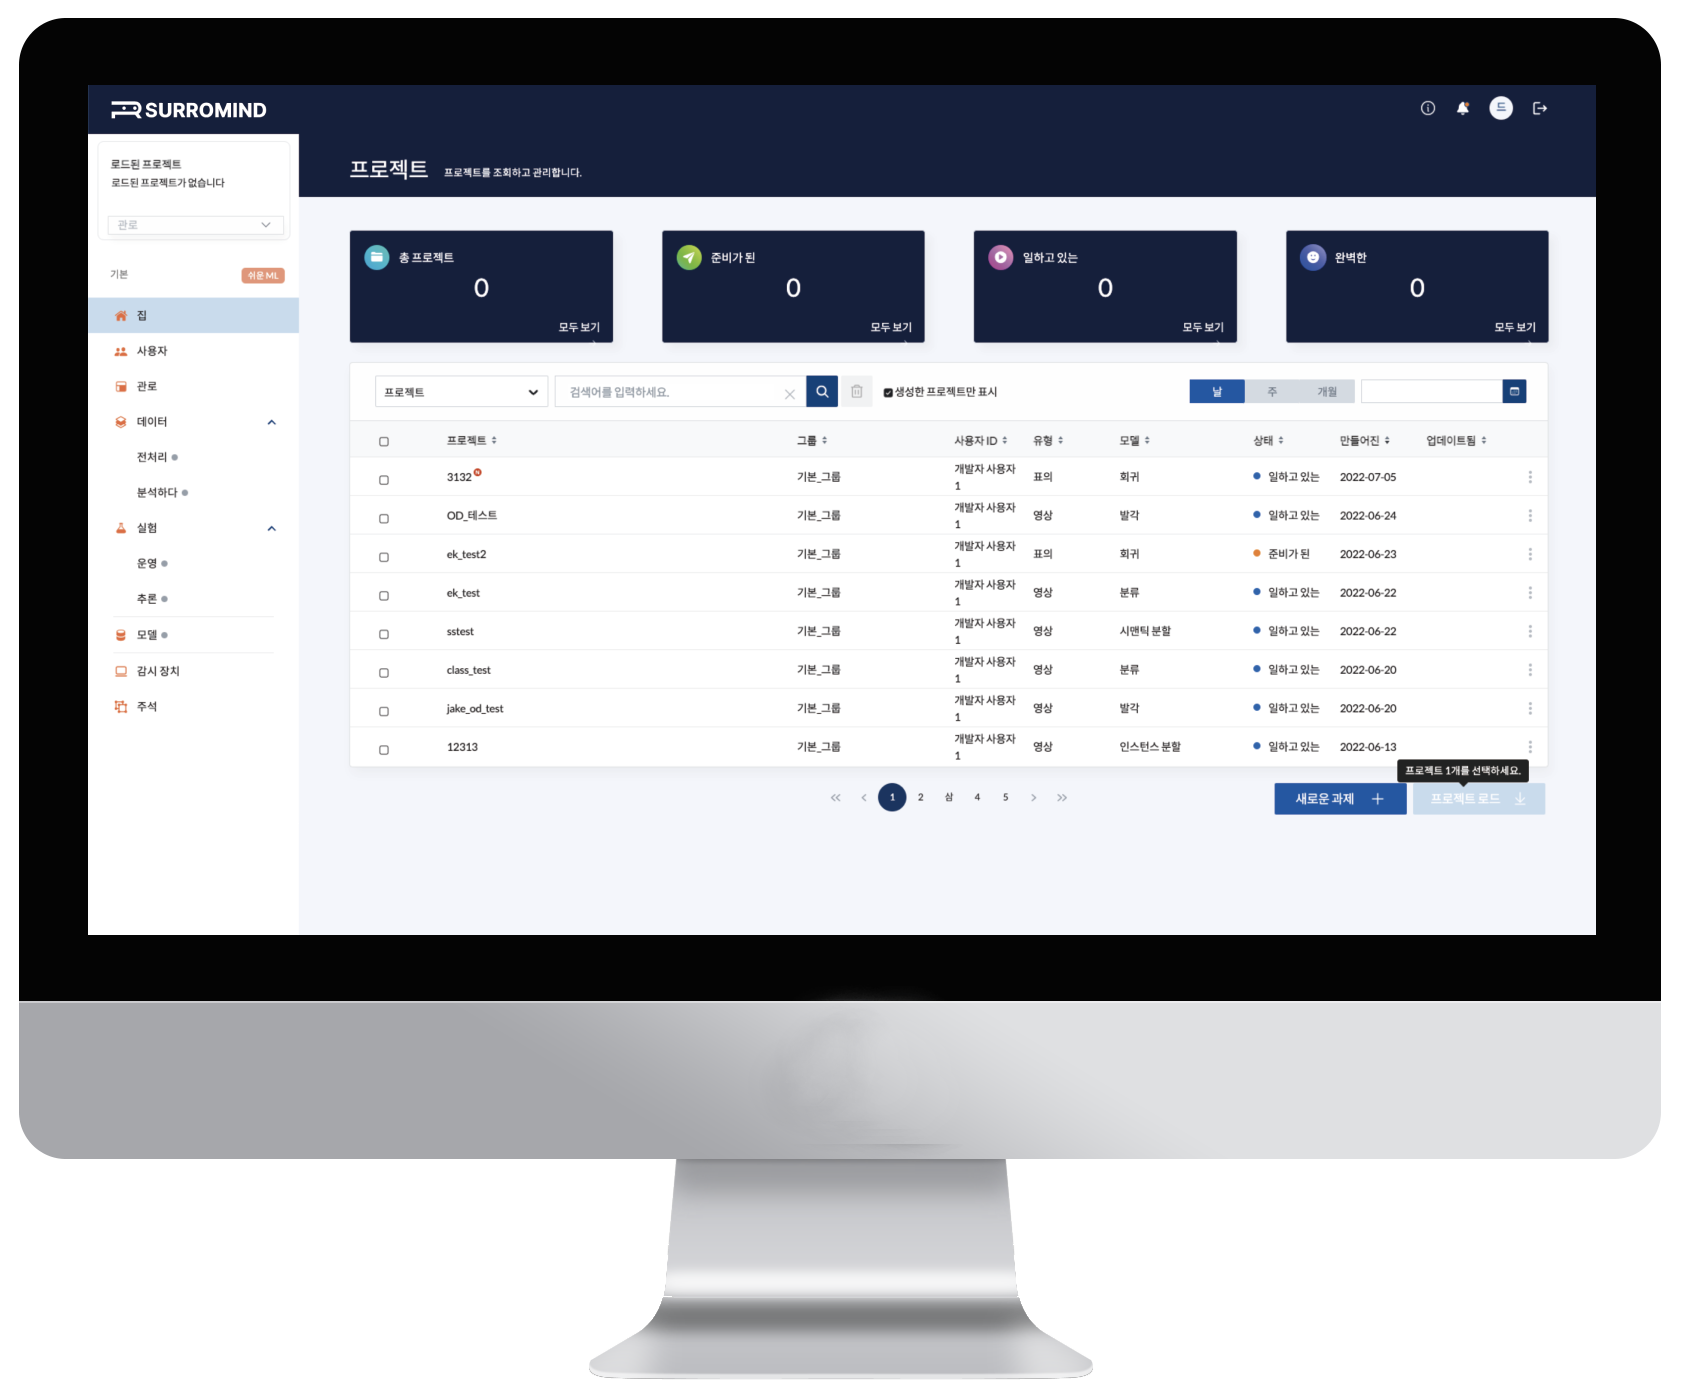 SURROMIND
드
로드된 프로젝트
로드된 프로젝트가 없습니다
관로
기본
쉬운 ML
집
사용자
관로
데이터
전처리
분석하다
실험
운영
추론
모델
감시 장치
주석
프로젝트 프로젝트를 조회하고 관리합니다.
총 프로젝트
0
모두 보기
준비가 된
0
모두 보기
일하고 있는
0
모두 보기
완벽한
0
모두 보기
프로젝트 검색어를 입력하세요. 생성한 프로젝트만 표시 날 주 개월
프로젝트 그룹 사용자 ID 유형 모델 상태 만들어진 업데이트됨
3132 N 기본_그룹 개발자 사용자 1 표의 회귀 일하고 있는 2022-07-05
OD_테스트 기본_그룹 개발자 사용자 1 영상 발각 일하고 있는 2022-06-24
ek_test2 기본_그룹 개발자 사용자 1 표의 회귀 준비가 된 2022-06-23
ek_test 기본_그룹 개발자 사용자 1 영상 분류 일하고 있는 2022-06-22
sstest 기본_그룹 개발자 사용자 1 영상 시맨틱 분할 일하고 있는 2022-06-22
class_test 기본_그룹 개발자 사용자 1 영상 분류 일하고 있는 2022-06-20
jake_od_test 기본_그룹 개발자 사용자 1 영상 발각 일하고 있는 2022-06-20
12313 기본_그룹 개발자 사용자 1 영상 인스턴스 분할 일하고 있는 2022-06-13
프로젝트 1개를 선택하세요.
1 2 삼 4 5
새로운 과제
프로젝트 로드